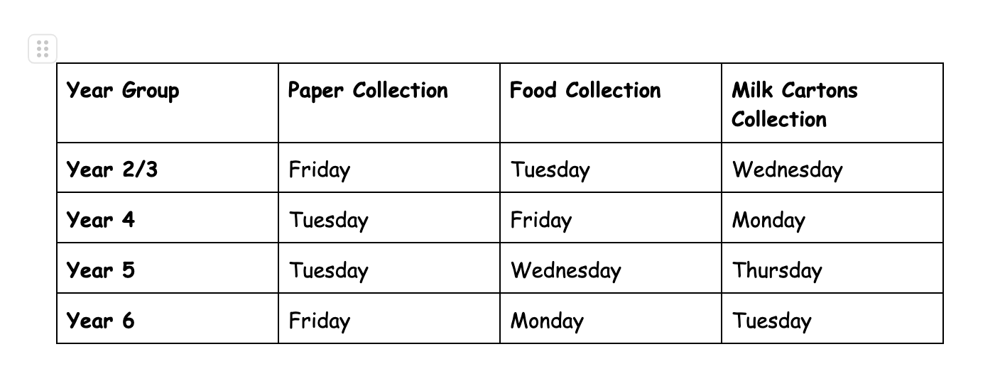 Year Group Paper Collection Food Collection Milk Cartons
Collection
Year 2/3 Friday Tuesday Wednesday
Year 4 Tuesday Friday Monday
Year 5 Tuesday Wednesday Thursday
Year 6 Friday Monday Tuesday